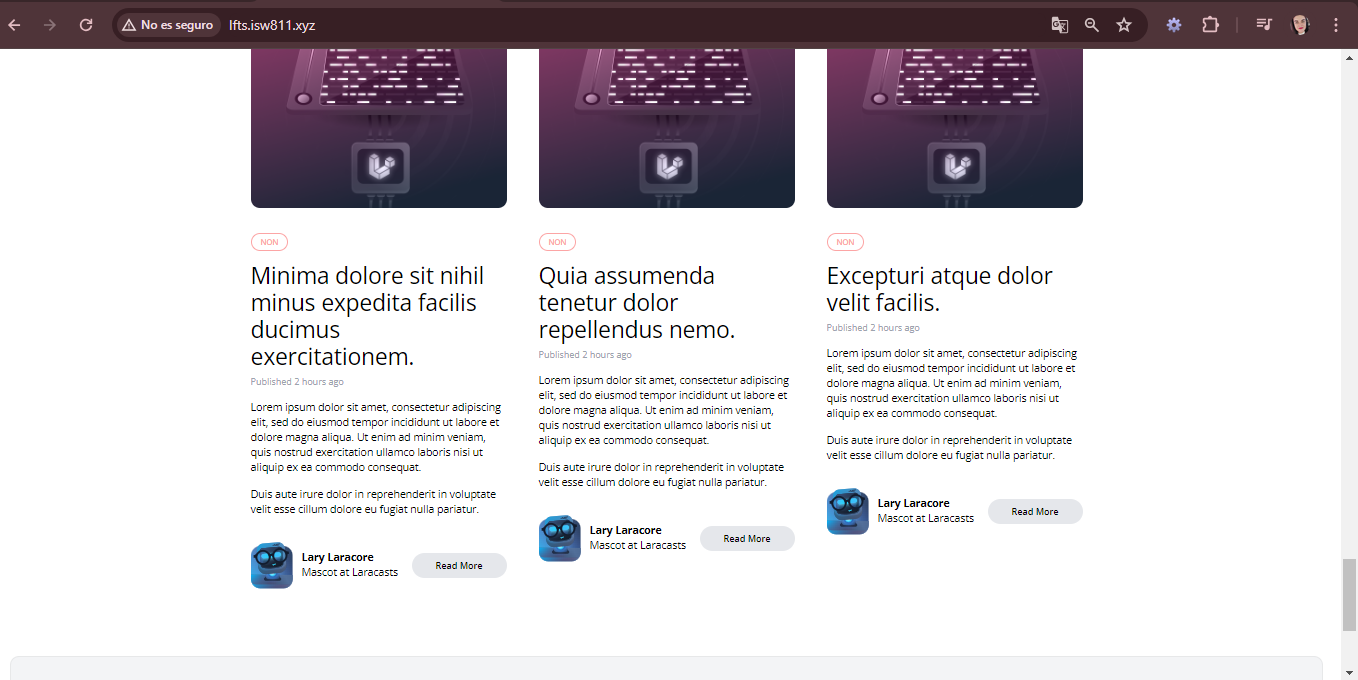 No es seguro
lfts.isw811.xyz
NON
Minima dolore sit nihil
minus expedita facilis
ducimus
exercitationem.
Published 2 hours ago
Lorem ipsum dolor sit amet, consectetur adipiscing
elit, sed do eiusmod tempor incididunt ut labore et
dolore magna aliqua. Ut enim ad minim veniam,
quis nostrud exercitation ullamco laboris nisi ut
aliquip ex ea commodo consequat.
Duis aute irure dolor in reprehenderit in voluptate
velit esse cillum dolore eu fugiat nulla pariatur.
Lary Laracore
Mascot at Laracasts
Read More
NON
Quia assumenda
tenetur dolor
repellendus nemo.
Published 2 hours ago
Lorem ipsum dolor sit amet, consectetur adipiscing
elit, sed do eiusmod tempor incididunt ut labore et
dolore magna aliqua. Ut enim ad minim veniam,
quis nostrud exercitation ullamco laboris nisi ut
aliquip ex ea commodo consequat.
Duis aute irure dolor in reprehenderit in voluptate
velit esse cillum dolore eu fugiat nulla pariatur.
Lary Laracore
Mascot at Laracasts
Read More
NON
Excepturi atque dolor
velit facilis.
Published 2 hours ago
Lorem ipsum dolor sit amet, consectetur adipiscing
elit, sed do eiusmod tempor incididunt ut labore et
dolore magna aliqua. Ut enim ad minim veniam,
quis nostrud exercitation ullamco laboris nisi ut
aliquip ex ea commodo consequat.
Duis aute irure dolor in reprehenderit in voluptate
velit esse cillum dolore eu fugiat nulla pariatur.
Lary Laracore
Mascot at Laracasts
Read More